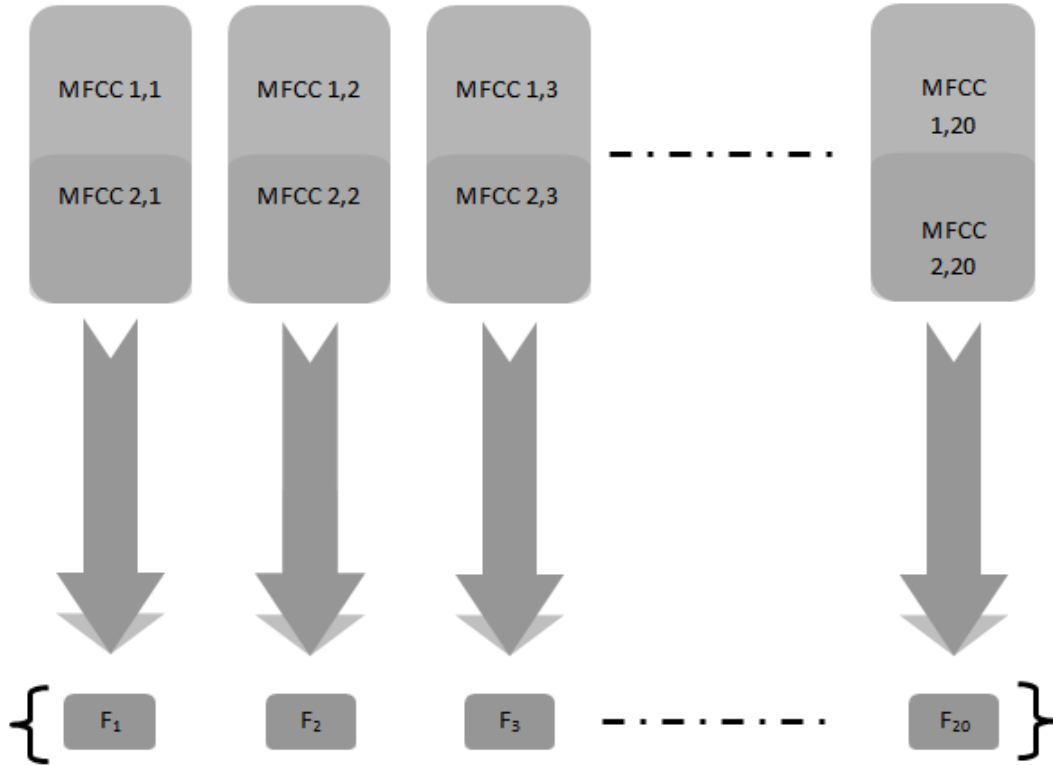 MFCC 1,1 MFCC 1,2 MFCC 1,3 MFCC
1,20
MFCC 2,1 MFCC 2,2 MFCC 2,3 MFCC
2,20
{ F₁ F₂ F₃ F₂₀ }